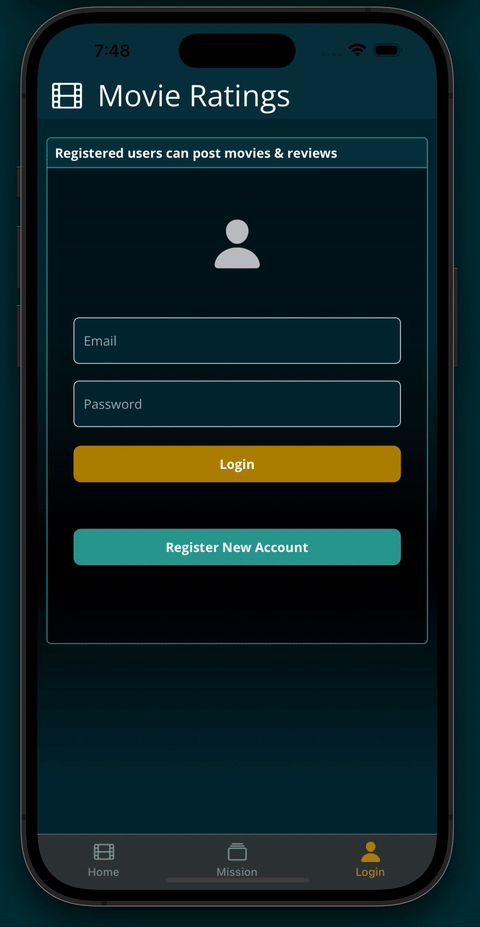 7:48
Movie Ratings
Registered users can post movies & reviews
Email
Password
Login
Register New Account
Home
Mission
Login